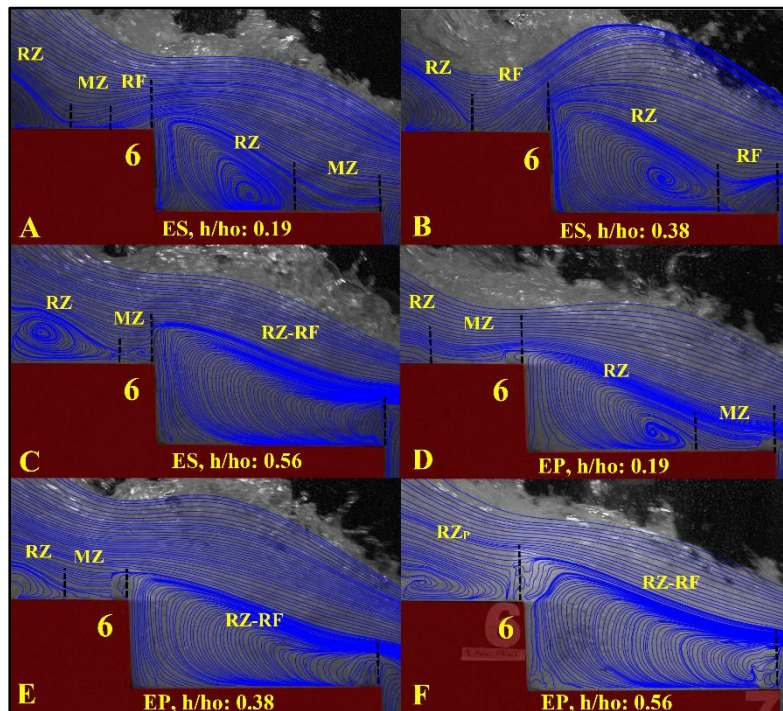 RZ MZ RF
6 RZ MZ
A ES, h/ho: 0.19
RZ RF
6 RZ RF
B ES, h/ho: 0.38
RZ MZ RZ-RF
6
C ES, h/ho: 0.56
RZ MZ
6 RZ MZ
D EP, h/ho: 0.19
RZ MZ
6 RZ-RF
E EP, h/ho: 0.38
RZP
RZ-RF
6
F EP, h/ho: 0.56
7